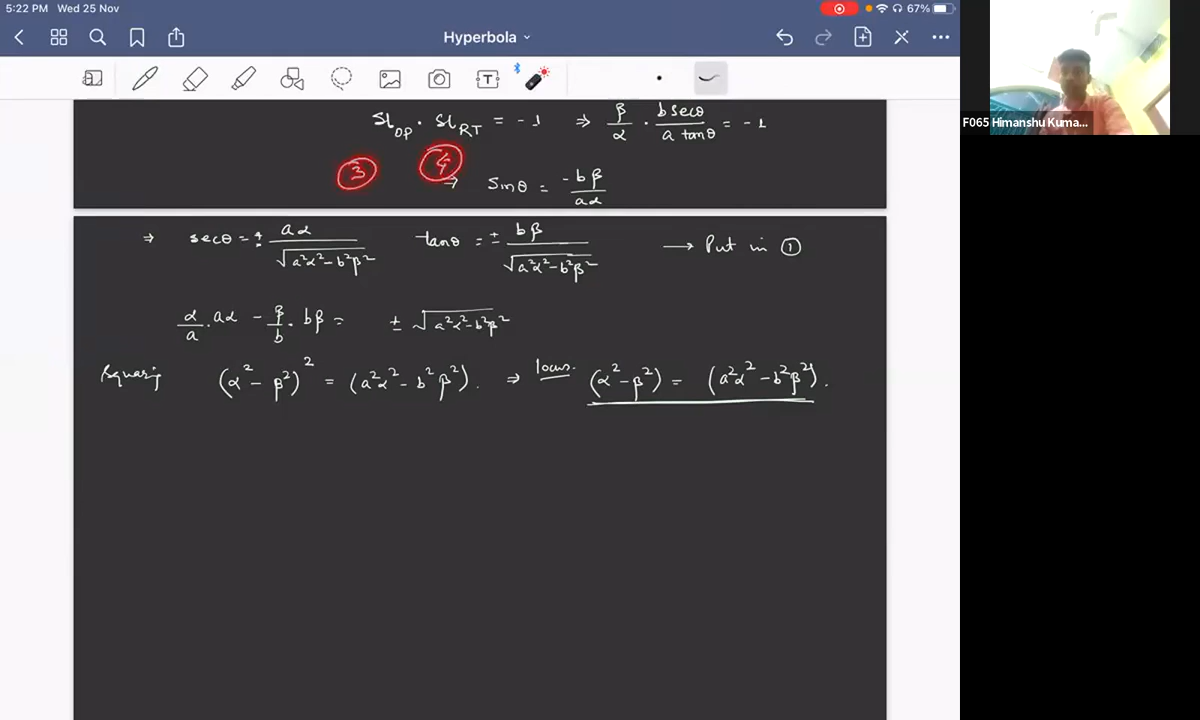 5:22 PM Wed 25 Nov
67%
Hyperbola
F065 Himanshu Kuma...
Sl_OP · Sl_RT = -1 ⇒ β/α · b secθ / a tanθ = -1
③ ④
→ sinθ = -bβ/aα
⇒ secθ = ± aα/√(a²α² - b²β²) tanθ = ± bβ/√(a²α² - b²β²) → Put in ①
α/a . aα - β/b . bβ = ± √(a²α² - b²β²)
Squaring (α² - β²)² = (a²α² - b²β²). ⇒ locus. (α² - β²) = (a²α² - b²β²).